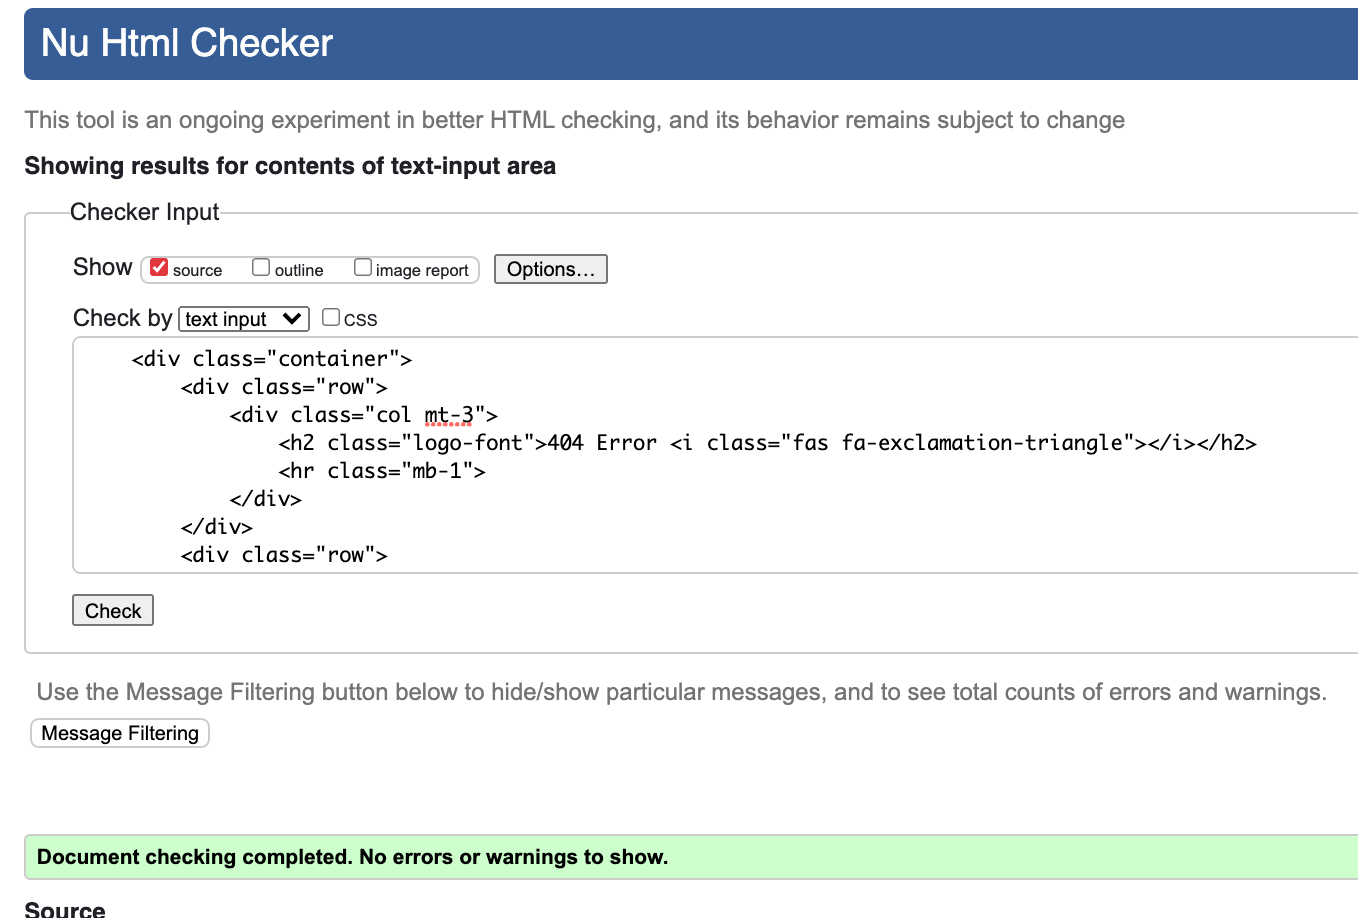 Nu Html Checker
This tool is an ongoing experiment in better HTML checking, and its behavior remains subject to change
Showing results for contents of text-input area
Checker Input
Show source outline image report Options...
Check by text input CSS
<div class="container">
<div class="row">
<div class="col mt-3">
<h2 class="logo-font">404 Error <i class="fas fa-exclamation-triangle"></i></h2>
<hr class="mb-1">
</div>
</div>
<div class="row">
Check
Use the Message Filtering button below to hide/show particular messages, and to see total counts of errors and warnings.
Message Filtering
Document checking completed. No errors or warnings to show.
Source